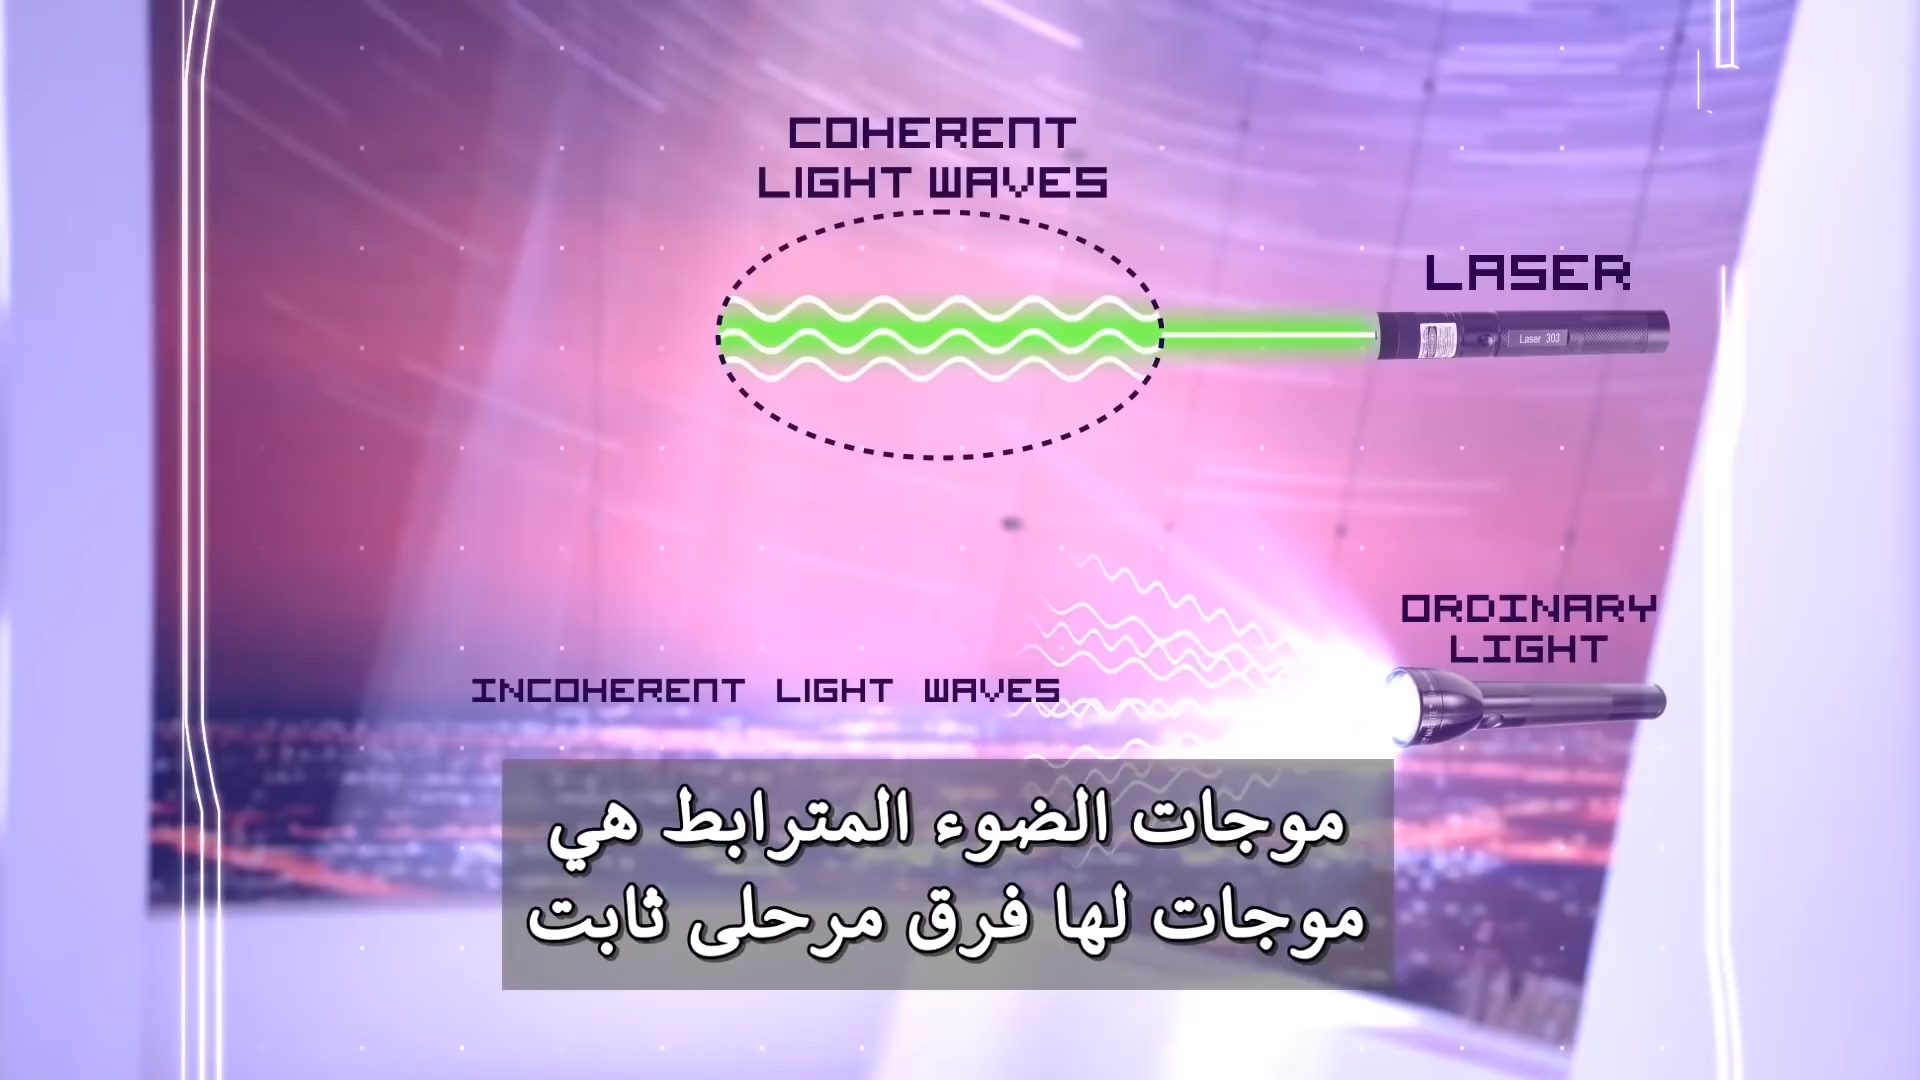 COHERENT
LIGHT WAVES
LASER
Laser 303
ORDINARY
LIGHT
INCOHERENT LIGHT WAVES
موجات الضوء المترابط هي
موجات لها فرق مرحلى ثابت